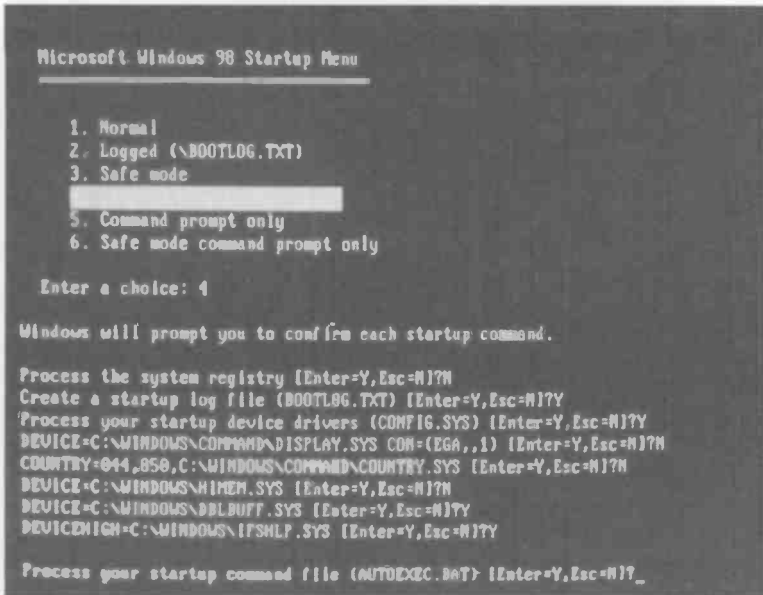 Microsoft Windows 98 Startup Menu
1. Normal
2. Logged (\BOOTLOG.TXT)
3. Safe mode
5. Command prompt only
6. Safe mode command prompt only
Enter a choice: 4
Windows will prompt you to confirm each startup command.
Process the system registry [Enter=Y,Esc=N]?N
Create a startup log file (BOOTLOG.TXT) [Enter=Y,Esc=N]?Y
Process your startup device drivers (CONFIG.SYS) [Enter=Y,Esc=N]?Y
DEVICE=C:\WINDOWS\COMMAND\DISPLAY.SYS CON=(EGA,,1) [Enter=Y,Esc=N]?N
COUNTRY=044,850,C:\WINDOWS\COMMAND\COUNTRY.SYS [Enter=Y,Esc=N]?N
DEVICE=C:\WINDOWS\HIMEM.SYS [Enter=Y,Esc=N]?N
DEVICE=C:\WINDOWS\DBLBUFF.SYS [Enter=Y,Esc=N]?Y
DEVICEHIGH=C:\WINDOWS\IFSHLP.SYS [Enter=Y,Esc=N]?Y
Process your startup command file (AUTOEXEC.BAT) [Enter=Y,Esc=N]?_